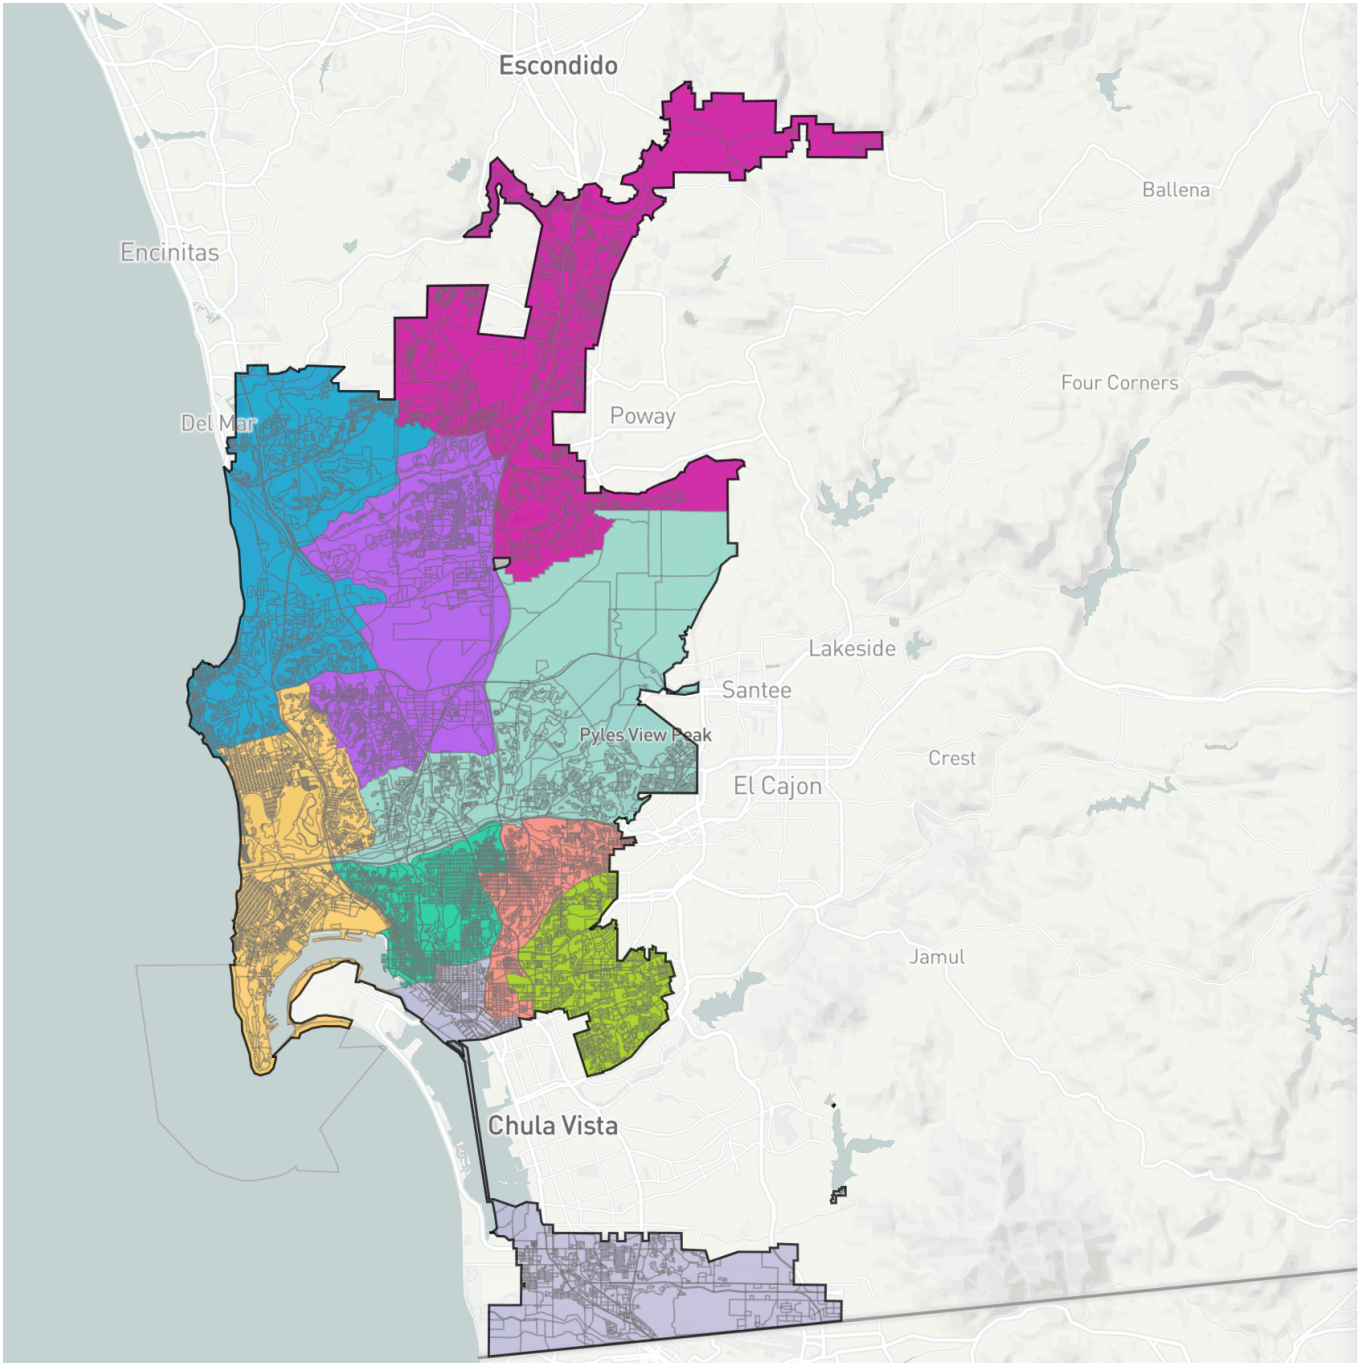 Escondido
Ballena
Encinitas
Four Corners
Poway
Del Mar
Lakeside
Santee
Pyles View Peak
Crest
El Cajon
Jamul
Chula Vista